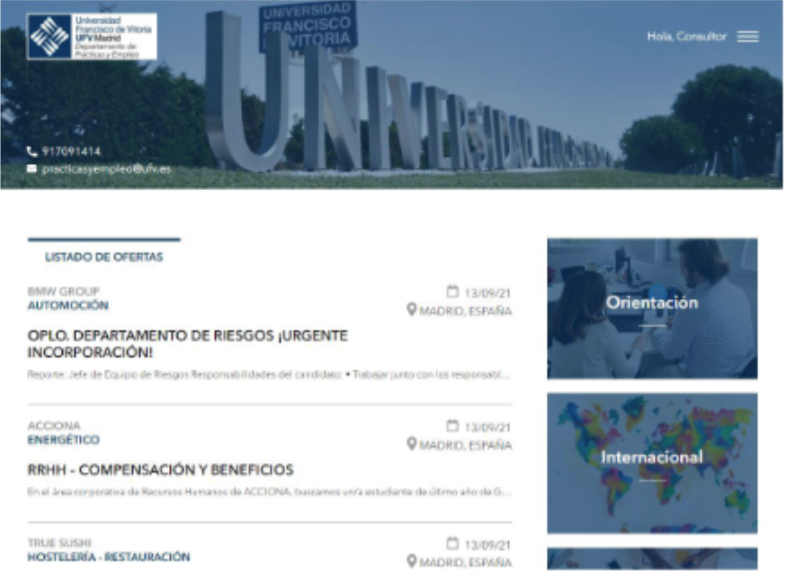 Universidad
Francisco de Vitoria
UFV Madrid
Departamento de
Prácticas y Empleo
UNIVERSIDAD
FRANCISCO
DE VITORIA
Hola, Consultor
UNIVERSIDAD
917091414
practicasyempleo@ufv.es
LISTADO DE OFERTAS
BMW GROUP
AUTOMOCIÓN
13/09/21
MADRID, ESPAÑA
OPLO. DEPARTAMENTO DE RIESGOS ¡URGENTE
INCORPORACIÓN!
Reporte: Jefe de Equipo de Riesgos Responsabilidades del candidato: • Trabajar junto con los responsabl...
Orientación
ACCIONA
ENERGÉTICO
13/09/21
MADRID, ESPAÑA
RRHH - COMPENSACIÓN Y BENEFICIOS
En el área corporativa de Recursos Humanos de ACCIONA, buscamos un/a estudiante de último año de G...
Internacional
TRUE SUSHI
HOSTELERÍA - RESTAURACIÓN
13/09/21
MADRID, ESPAÑA